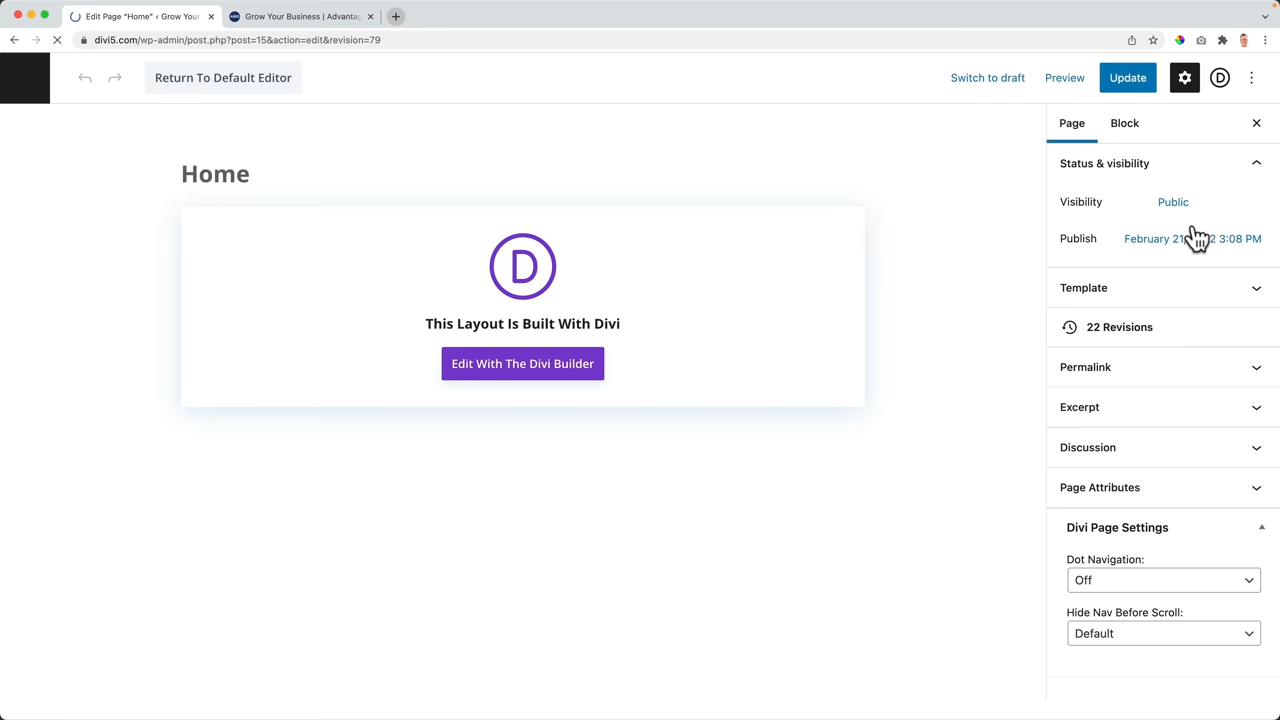 Edit Page "Home" ‹ Grow Your
Grow Your Business | Advantag
divi5.com/wp-admin/post.php?post=15&action=edit&revision=79
Return To Default Editor
Switch to draft
Preview
Update
D
Page
Block
Status & visibility
Home
Visibility
Public
Publish
February 21 2 3:08 PM
D
Template
This Layout Is Built With Divi
22 Revisions
Edit With The Divi Builder
Permalink
Excerpt
Discussion
Page Attributes
Divi Page Settings
Dot Navigation:
Off
Hide Nav Before Scroll:
Default